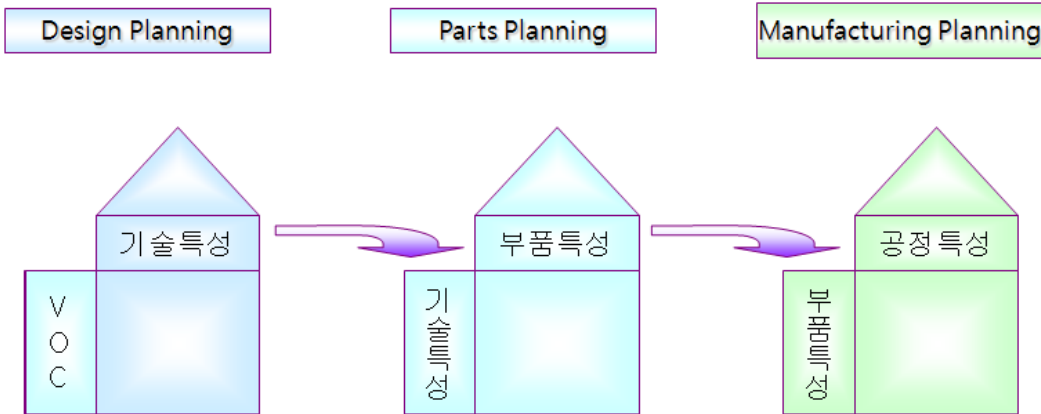 Design Planning
Parts Planning
Manufacturing Planning
기술특성
부품특성
공정특성
VOC
기술특성
부품특성